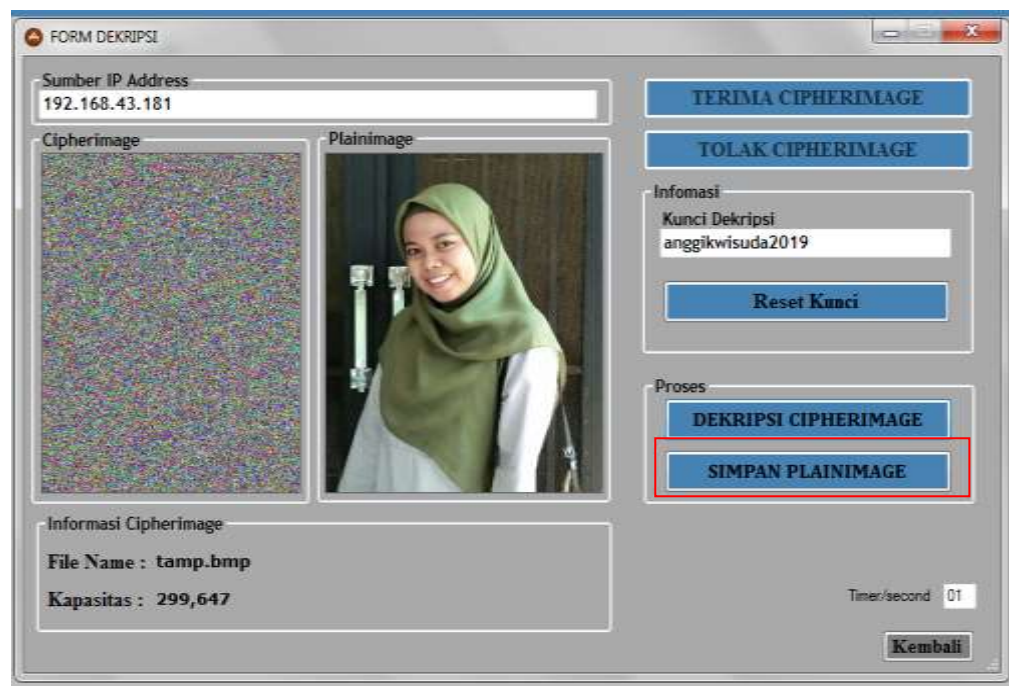 FORM DEKRIPSI
Sumber IP Address
192.168.43.181
Cipherimage
Plainimage
TERIMA CIPHERIMAGE
TOLAK CIPHERIMAGE
Infomasi
Kunci Dekripsi
anggikwisuda2019
Reset Kunci
Proses
DEKRIPSI CIPHERIMAGE
SIMPAN PLAINIMAGE
Informasi Cipherimage
File Name : tamp.bmp
Kapasitas : 299,647
Timer/second 01
Kembali